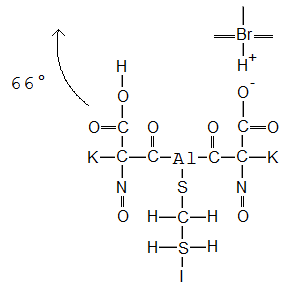 Br
H+
66°
H
O O-
O C C O
O O
K C C Al C C K
N S N
O H C H O
H S H
I